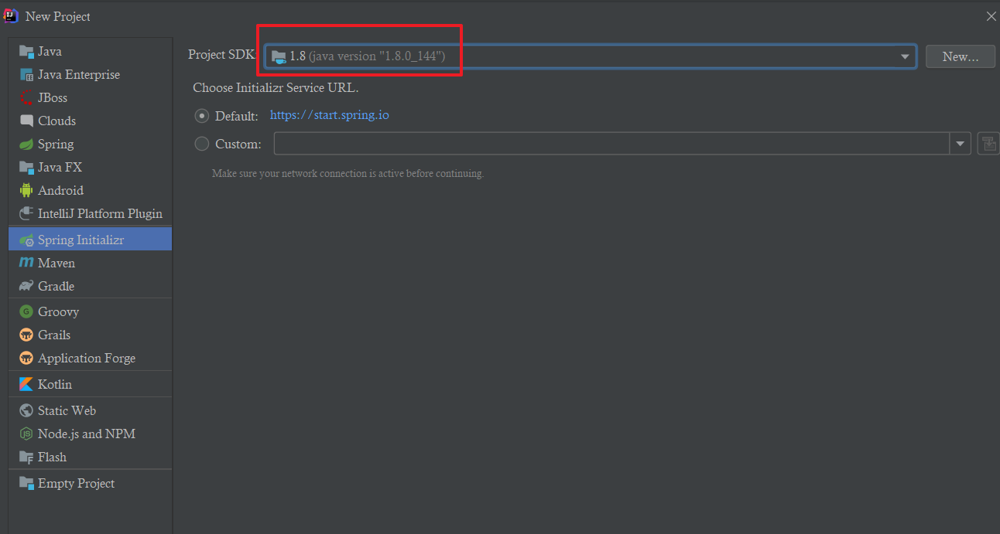 New Project
Java
Java Enterprise
JBoss
Clouds
Spring
Java FX
Android
IntelliJ Platform Plugin
Spring Initializr
Maven
Gradle
Groovy
Grails
Application Forge
Kotlin
Static Web
Node.js and NPM
Flash
Empty Project
Project SDK: 1.8 (java version "1.8.0_144") New...
Choose Initializr Service URL.
Default: https://start.spring.io
Custom:
Make sure your network connection is active before continuing.